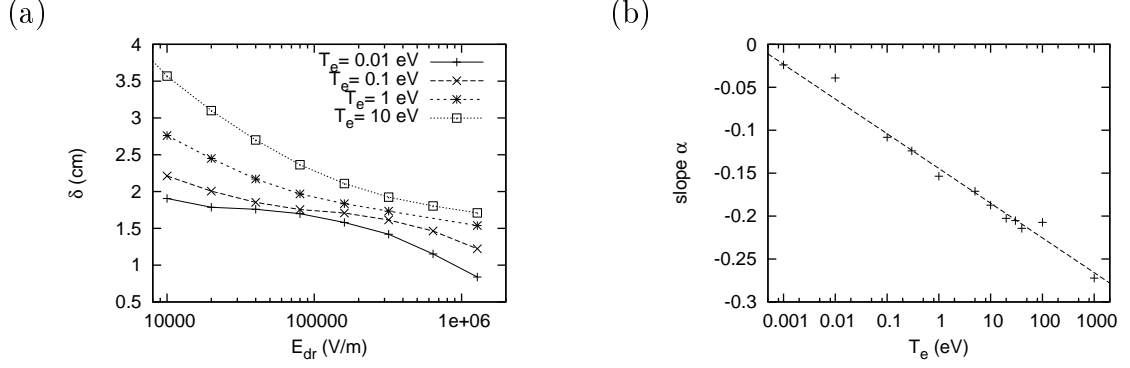 (a)
4
3.5
3
2.5
2
1.5
1
0.5
10000
100000
1e+06
δ (cm)
E_dr (V/m)
T_e= 0.01 eV
T_e= 0.1 eV
T_e= 1 eV
T_e= 10 eV
(b)
0
-0.05
-0.1
-0.15
-0.2
-0.25
-0.3
0.001
0.01
0.1
1
10
100
1000
slope α
T_e (eV)